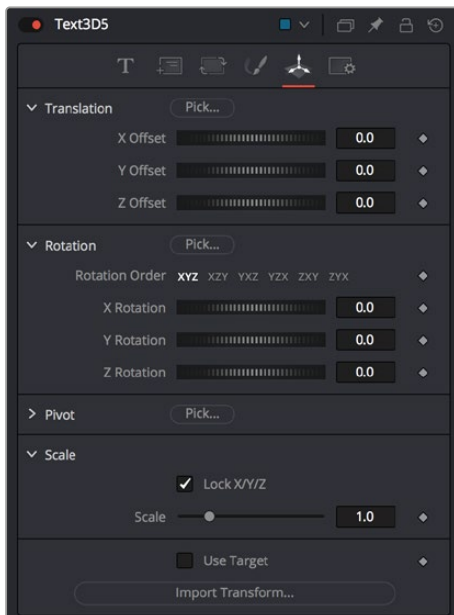 Text3D5
T
Translation Pick...
X Offset 0.0
Y Offset 0.0
Z Offset 0.0
Rotation Pick...
Rotation Order XYZ XZY YXZ YZX ZXY ZYX
X Rotation 0.0
Y Rotation 0.0
Z Rotation 0.0
Pivot Pick...
Scale
Lock X/Y/Z
Scale 1.0
Use Target
Import Transform...